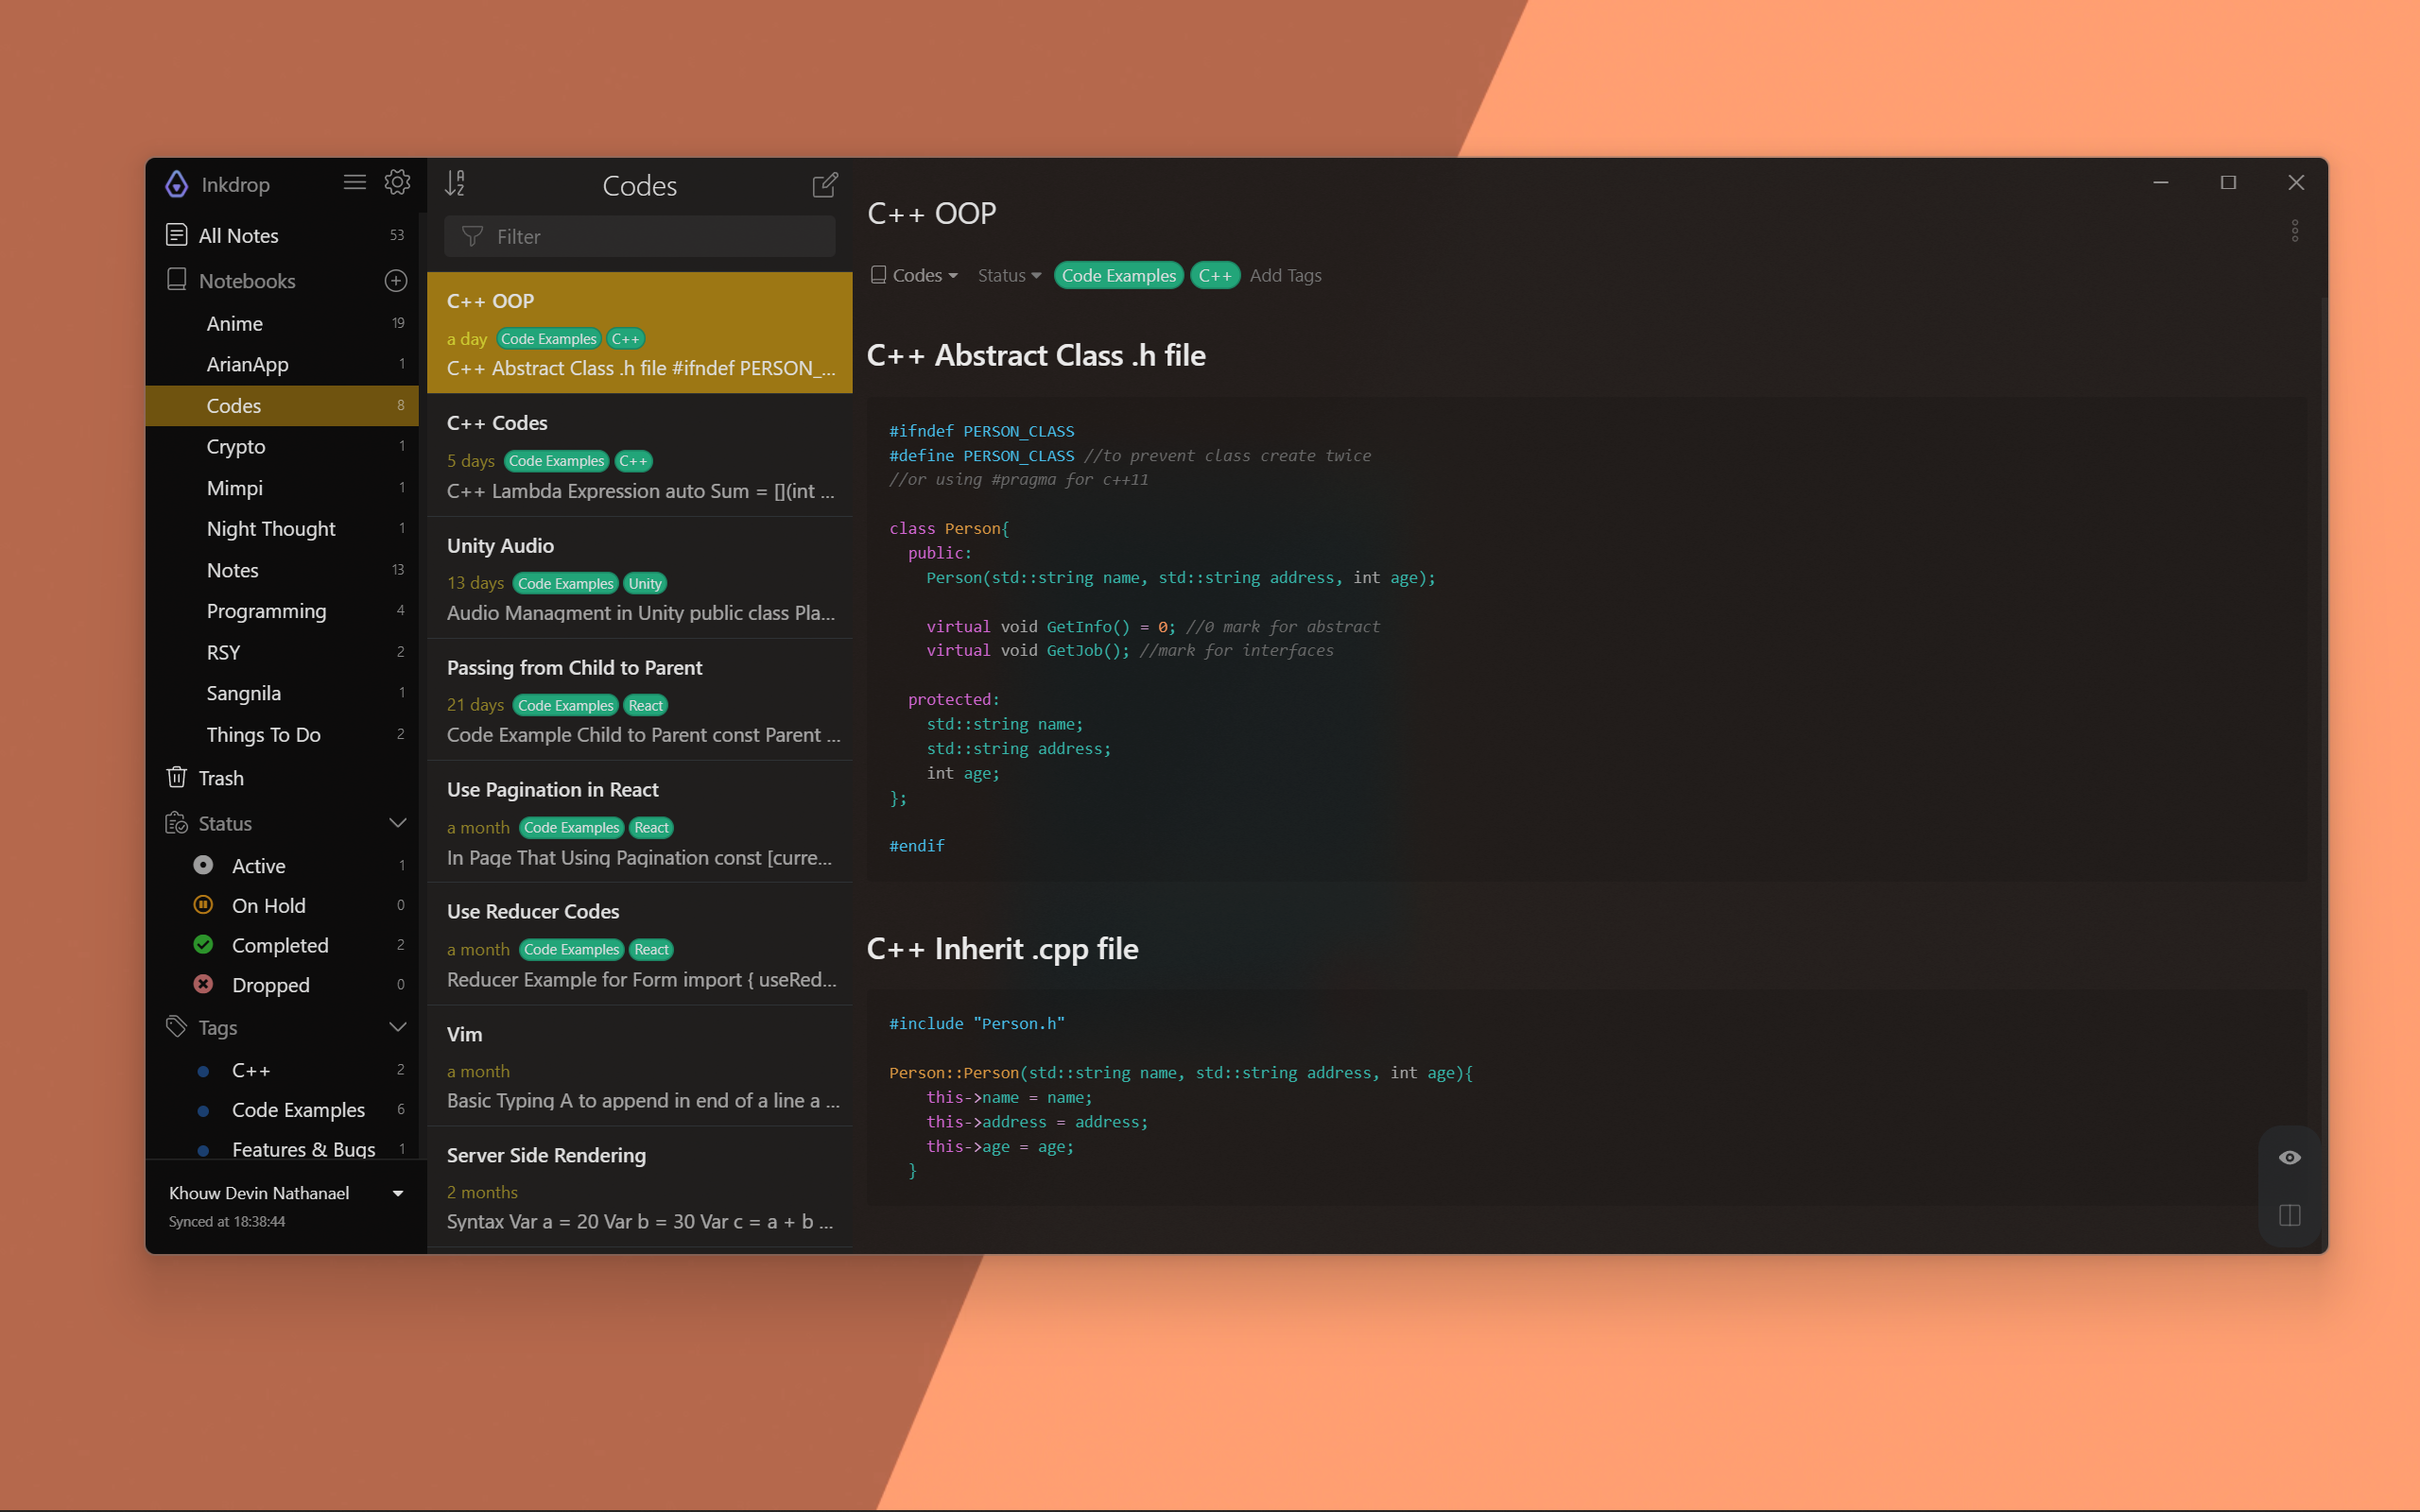 Inkdrop
All Notes 53
Notebooks
Anime 19
ArianApp 1
Codes 8
Crypto 1
Mimpi 1
Night Thought 1
Notes 13
Programming 4
RSY 2
Sangnila 1
Things To Do 2
Trash
Status
Active 1
On Hold 0
Completed 2
Dropped 0
Tags
C++ 2
Code Examples 6
Features & Bugs 1
Khouw Devin Nathanael
Synced at 18:38:44
A
Z
Codes
Filter
C++ OOP
a day Code Examples C++
C++ Abstract Class .h file #ifndef PERSON_...
C++ Codes
5 days Code Examples C++
C++ Lambda Expression auto Sum = [](int ...
Unity Audio
13 days Code Examples Unity
Audio Managment in Unity public class Pla...
Passing from Child to Parent
21 days Code Examples React
Code Example Child to Parent const Parent ...
Use Pagination in React
a month Code Examples React
In Page That Using Pagination const [curre...
Use Reducer Codes
a month Code Examples React
Reducer Example for Form import { useRed...
Vim
a month
Basic Typing A to append in end of a line a ...
Server Side Rendering
2 months
Syntax Var a = 20 Var b = 30 Var c = a + b ...
C++ OOP
Codes Status Code Examples C++ Add Tags
C++ Abstract Class .h file
#ifndef PERSON_CLASS
#define PERSON_CLASS //to prevent class create twice
//or using #pragma for c++11
class Person{
public:
Person(std::string name, std::string address, int age);
virtual void GetInfo() = 0; //0 mark for abstract
virtual void GetJob(); //mark for interfaces
protected:
std::string name;
std::string address;
int age;
};
#endif
C++ Inherit .cpp file
#include "Person.h"
Person::Person(std::string name, std::string address, int age){
this->name = name;
this->address = address;
this->age = age;
}